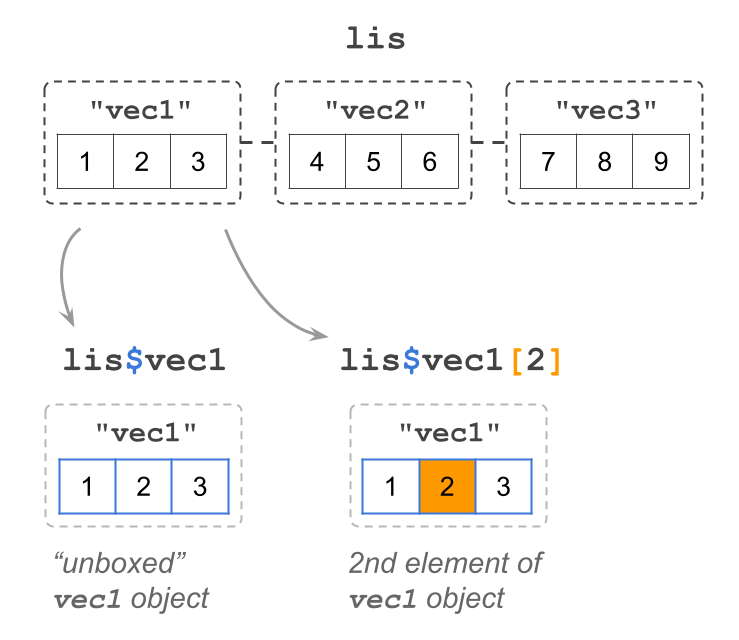 lis
"vec1" "vec2" "vec3"
1 2 3 4 5 6 7 8 9
lis$vec1 lis$vec1[2]
"vec1" "vec1"
1 2 3 1 2 3
“unboxed” 2nd element of
vec1 object vec1 object